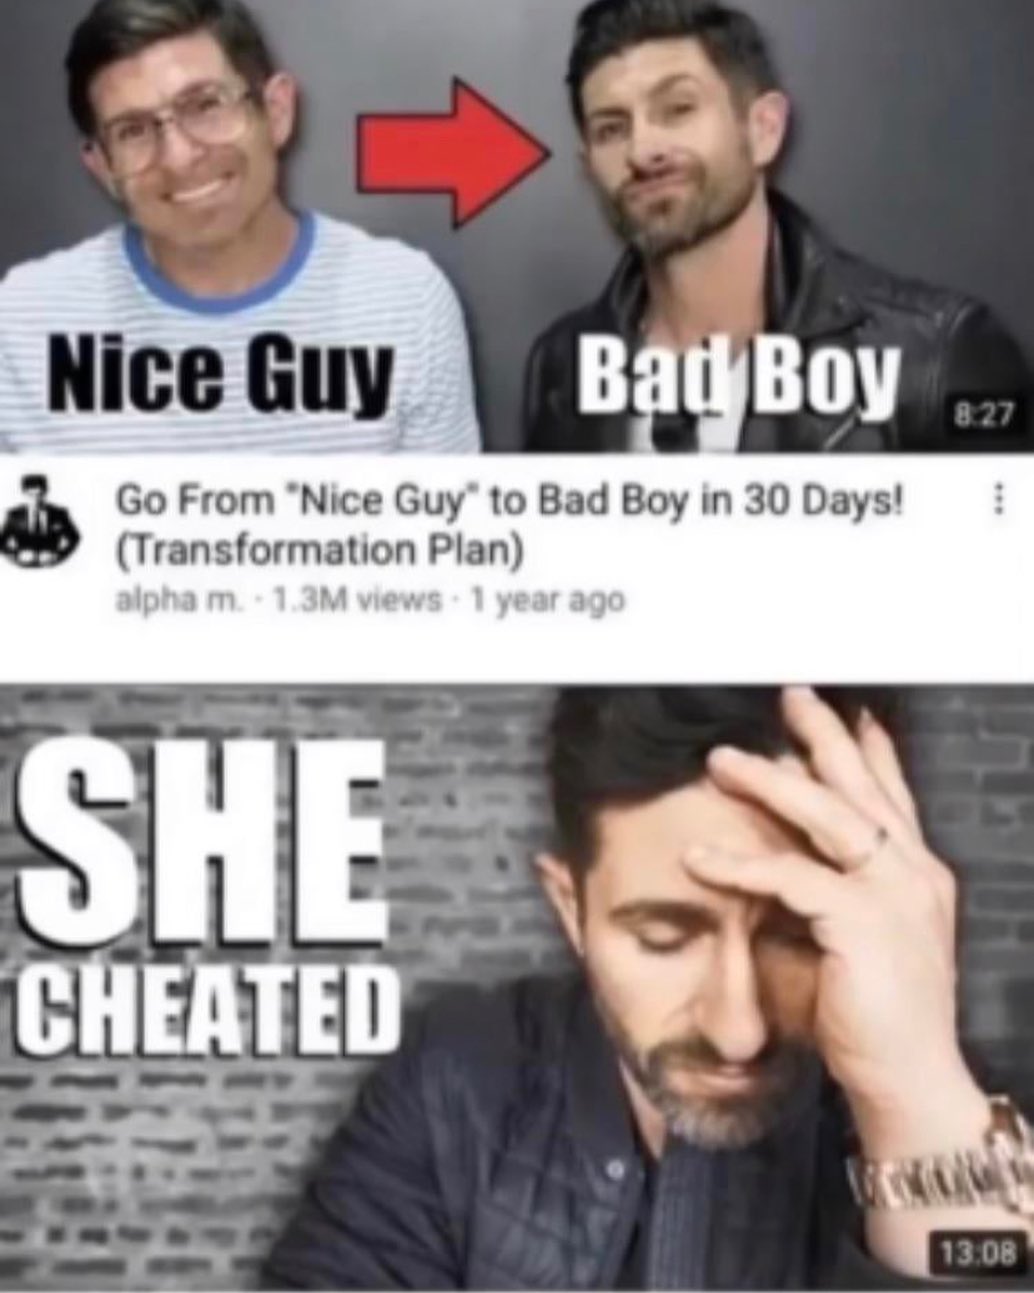 Nice Guy
Bad Boy
8:27
Go From "Nice Guy" to Bad Boy in 30 Days!
(Transformation Plan)
alpha m. · 1.3M views · 1 year ago
SHE
CHEATED
13:08